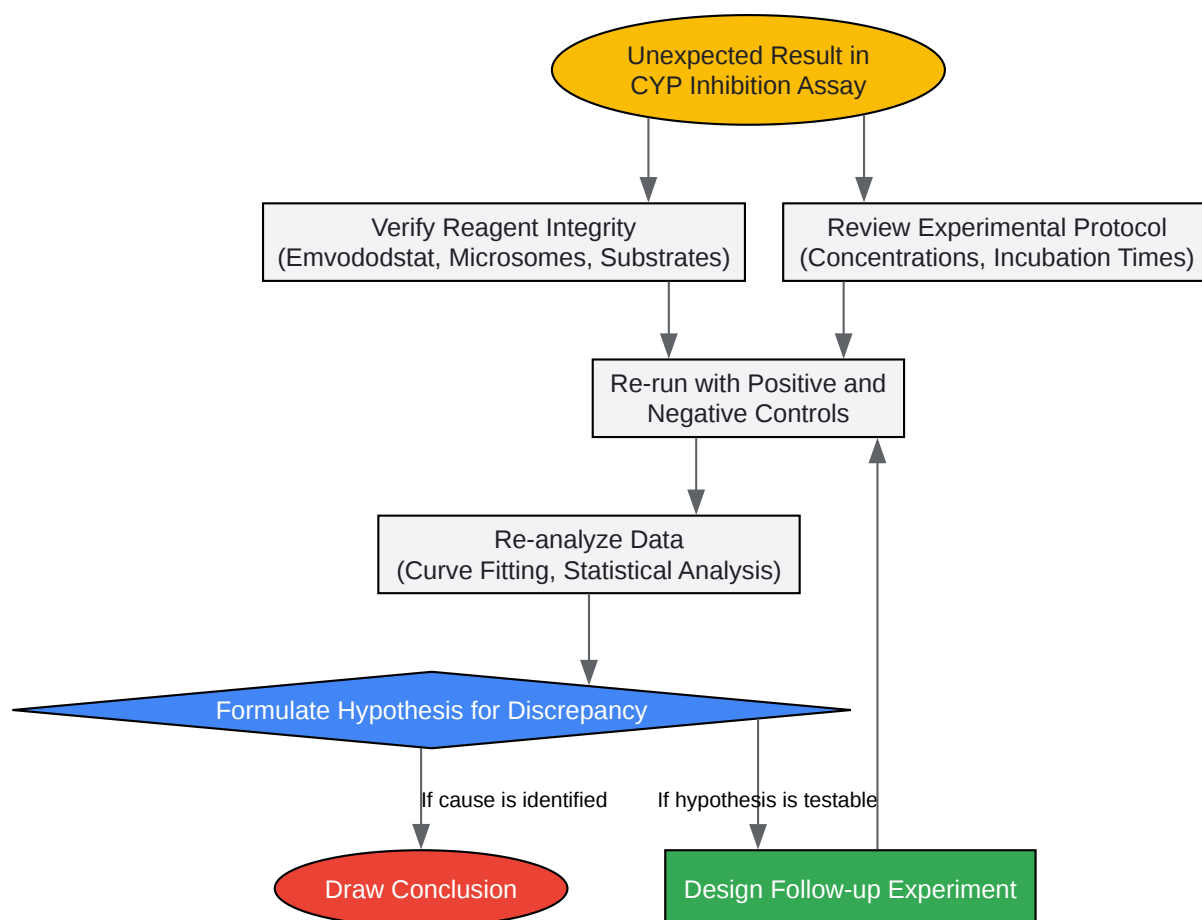 Unexpected Result in
CYP Inhibition Assay
Verify Reagent Integrity
(Emvododstat, Microsomes, Substrates)
Review Experimental Protocol
(Concentrations, Incubation Times)
Re-run with Positive and
Negative Controls
Re-analyze Data
(Curve Fitting, Statistical Analysis)
Formulate Hypothesis for Discrepancy
If cause is identified
If hypothesis is testable
Draw Conclusion
Design Follow-up Experiment